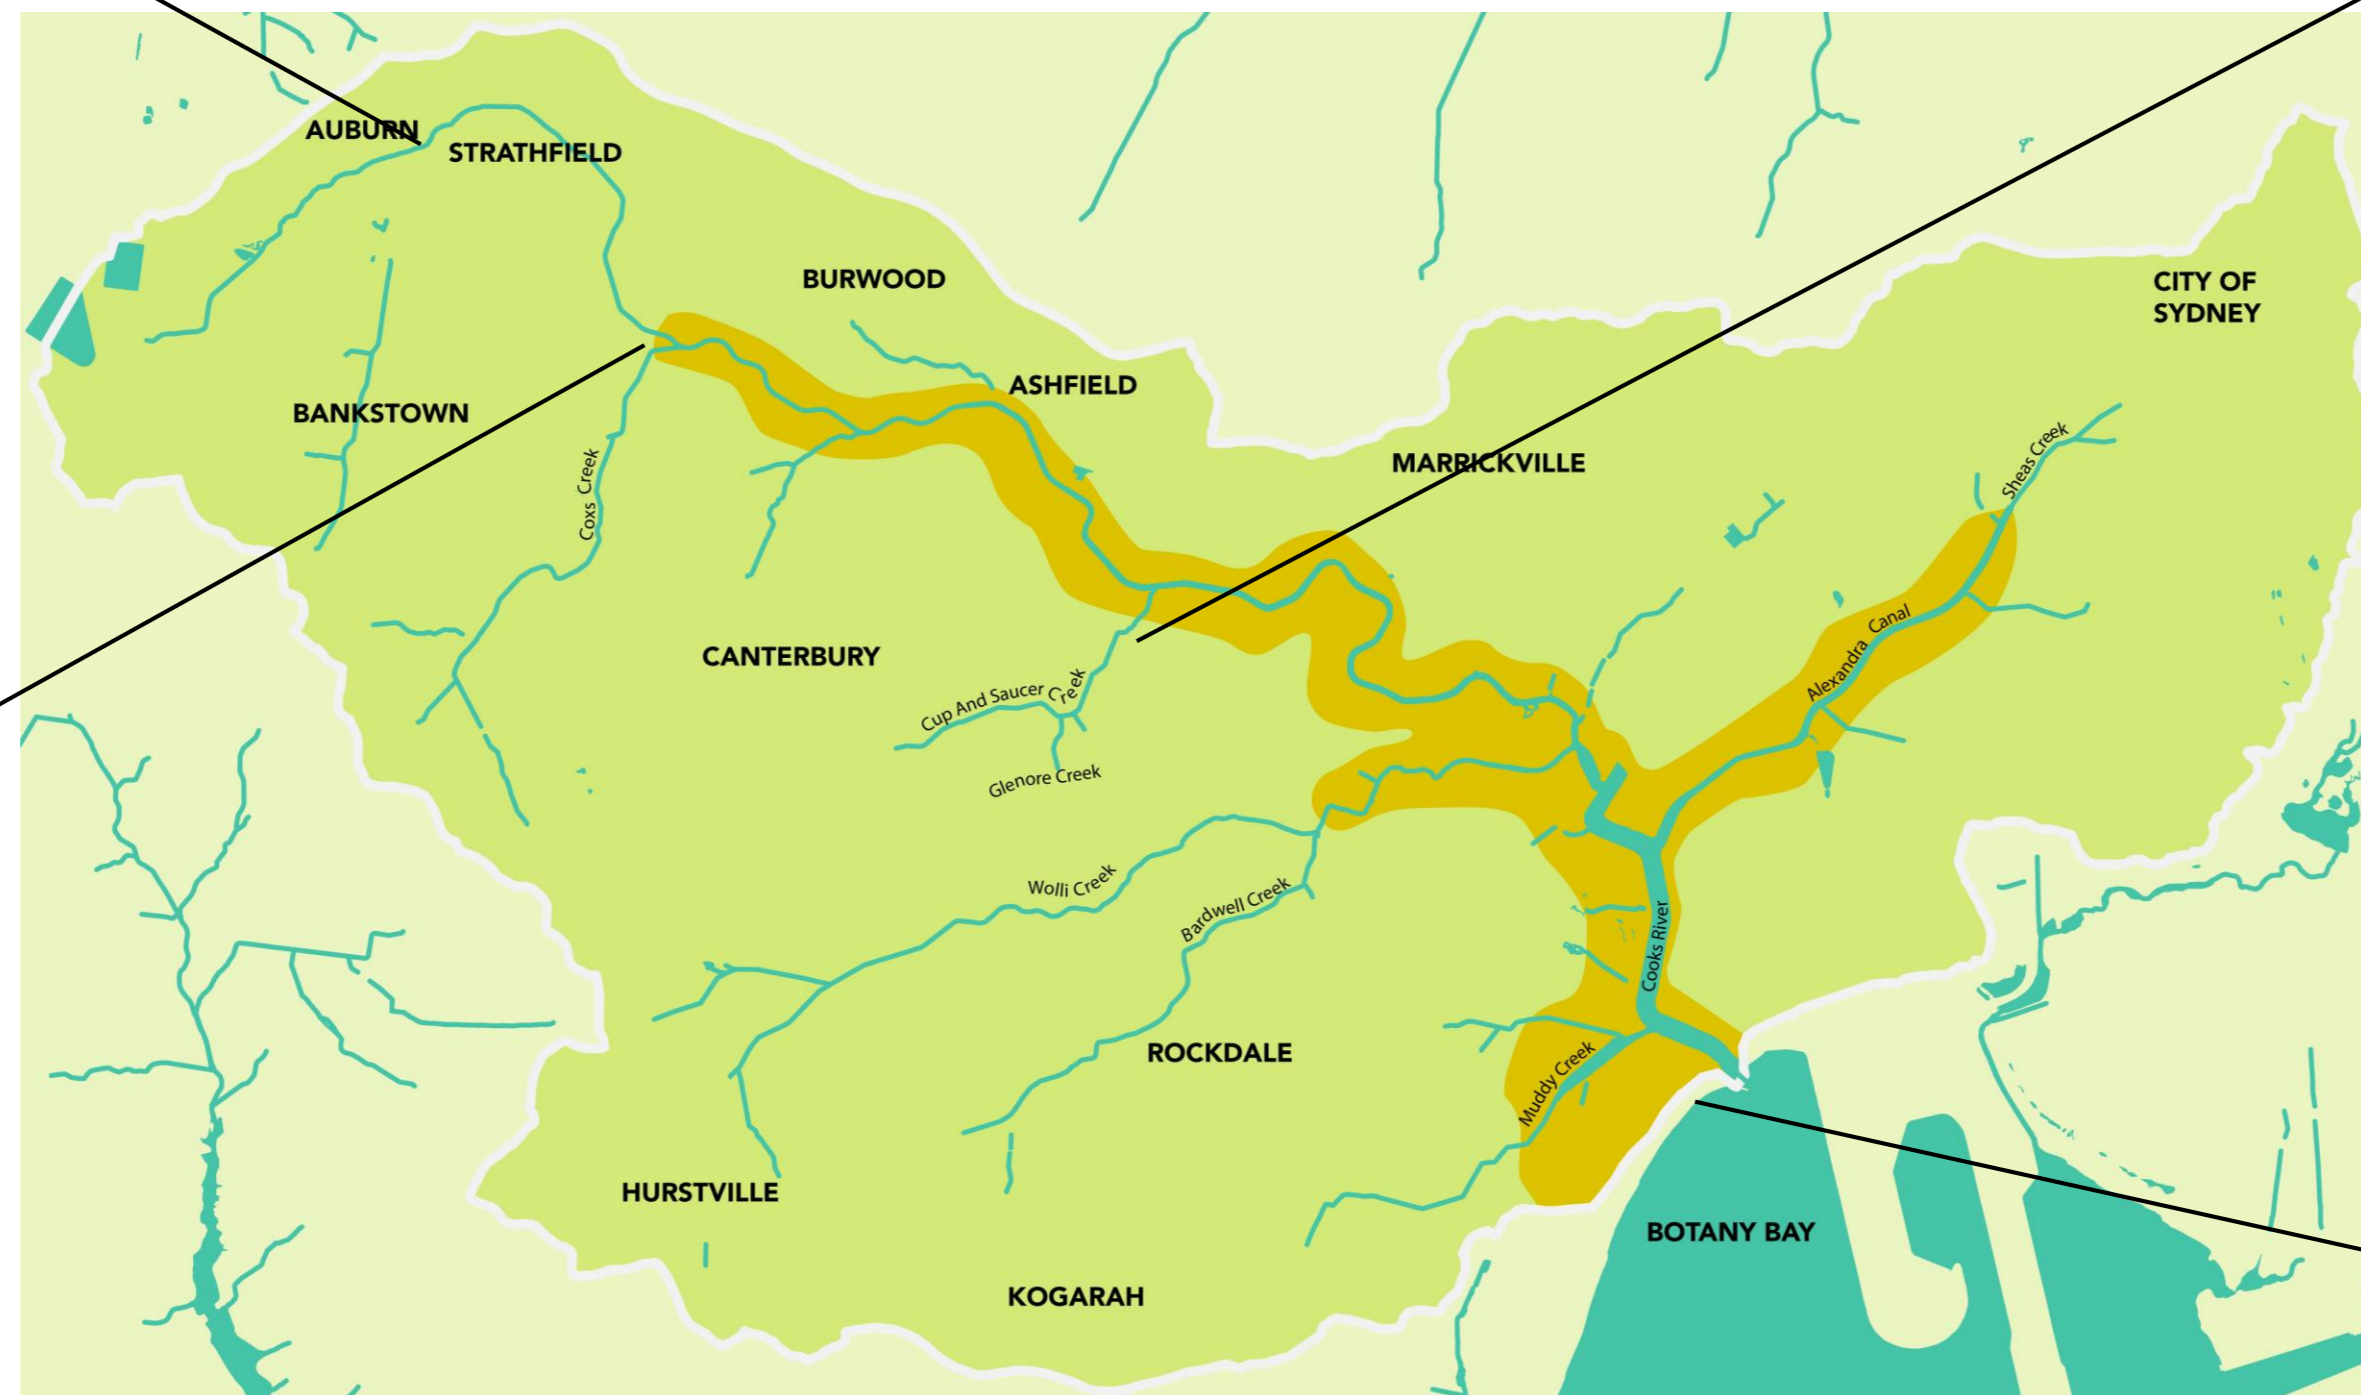 AUBURN
STRATHFIELD
BURWOOD
CITY OF
SYDNEY
ASHFIELD
BANKSTOWN
MARRICKVILLE
Sheas Creek
Coxs Creek
Alexandra Canal
CANTERBURY
Cup And Saucer Creek
Glenore Creek
Wolli Creek
Bardwell Creek
Cooks River
ROCKDALE
Muddy Creek
HURSTVILLE
BOTANY BAY
KOGARAH